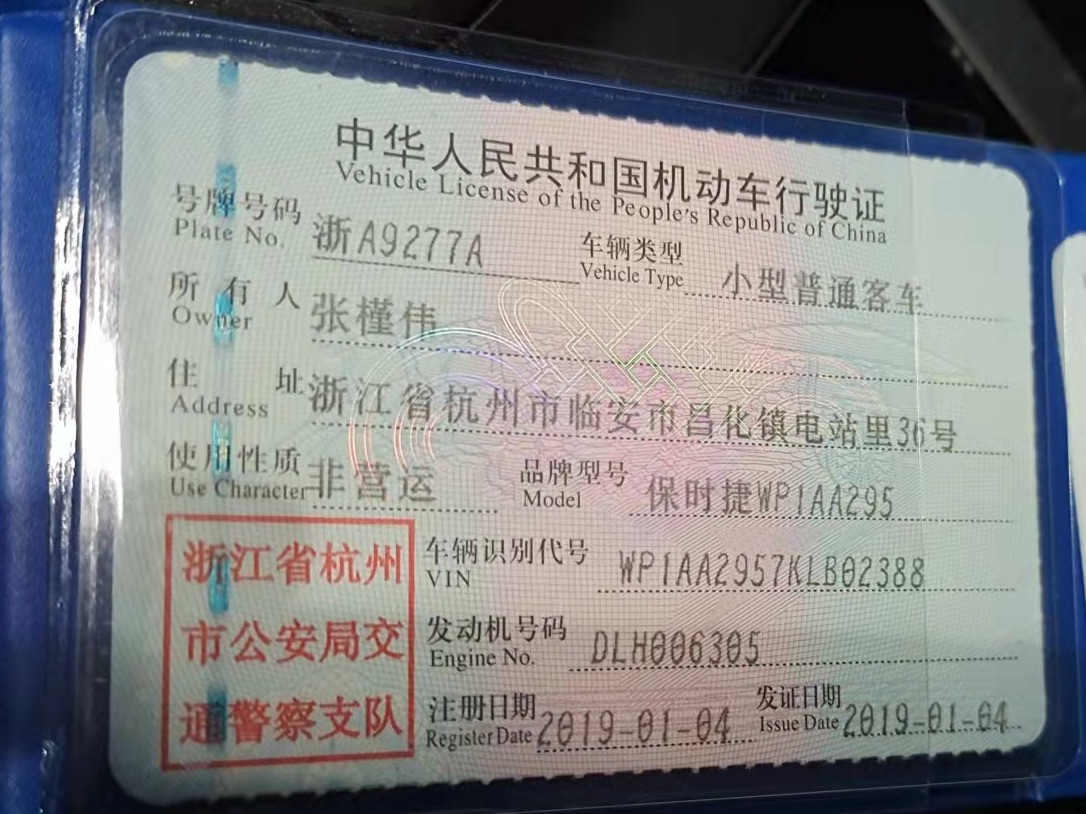 中华人民共和国机动车行驶证
Vehicle License of the People's Republic of China
号牌号码 浙A9277A 车辆类型 小型普通客车
Plate No. Vehicle Type
所有人 张槿伟
Owner
住址 浙江省杭州市临安市昌化镇电站里36号
Address
使用性质 非营运 品牌型号 保时捷WP1AA295
Use Character Model
浙江省杭州 车辆识别代号 WP1AA2957KLB02388
VIN
市公安局交 发动机号码 DLH006305
Engine No.
通警察支队 注册日期 2019-01-04 发证日期 2019-01-04
Register Date Issue Date